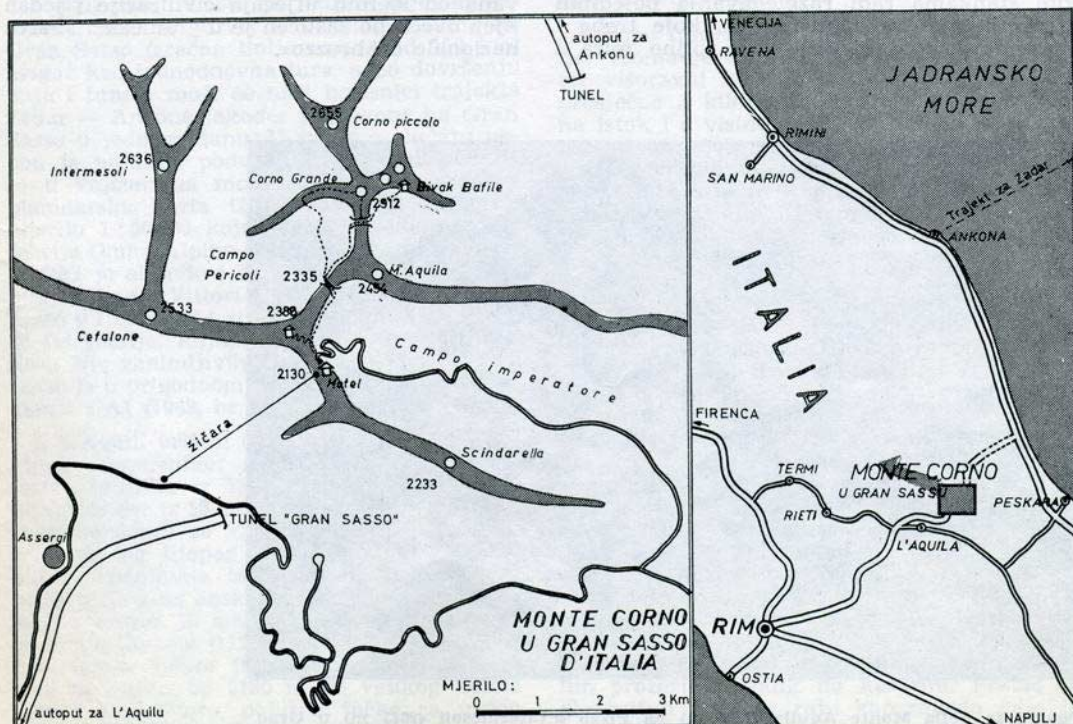 autoput za
Ankonu
TUNEL
2655
Corno piccolo
2636
Intermesoli
Corno Grande
Bivak Bafile
2912
Campo
Pericoli
2335
M. Aquila
2494
2533
2388
Cefalone
Campo imperatore
2130
Hotel
žičara
Scindarella
2233
TUNEL "GRAN SASSO"
Assergi
MONTE CORNO
U GRAN SASSO
D'ITALIA
MJERILO:
0 1 2 3 Km
autoput za L'Aquilu
VENECIJA
RAVENA
JADRANSKO
MORE
RIMINI
SAN MARINO
Trajekt za Zadar
ANKONA
ITALIA
FIRENCA
TERMI
MONTE CORNO
U GRAN SASSU
RIETI
PESKARA
L'AQUILA
RIM
OSTIA
NAPULJ